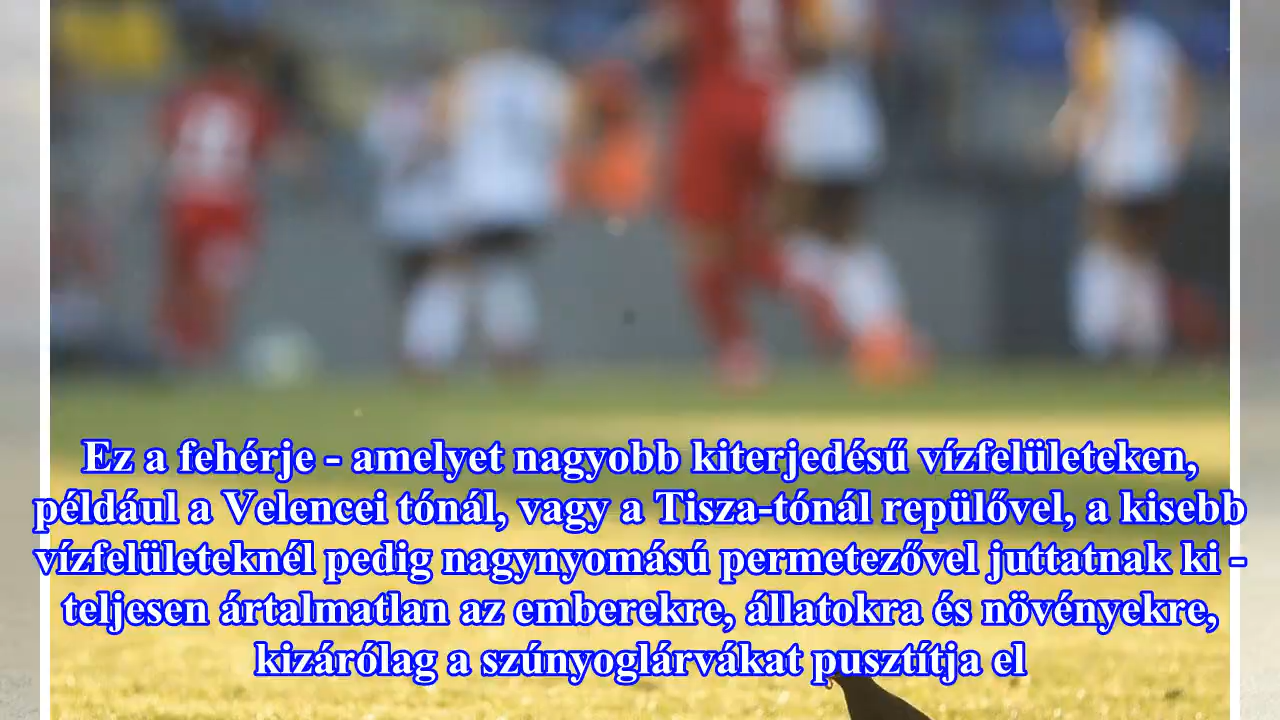 Ez a fehérje - amelyet nagyobb kiterjedésű vízfelületeken,
például a Velencei tónál, vagy a Tisza-tónál repülővel, a kisebb
vízfelületeknél pedig nagynyomású permetezővel juttatnak ki -
teljesen ártalmatlan az emberekre, állatokra és növényekre,
kizárólag a szúnyoglárvákat pusztítja el